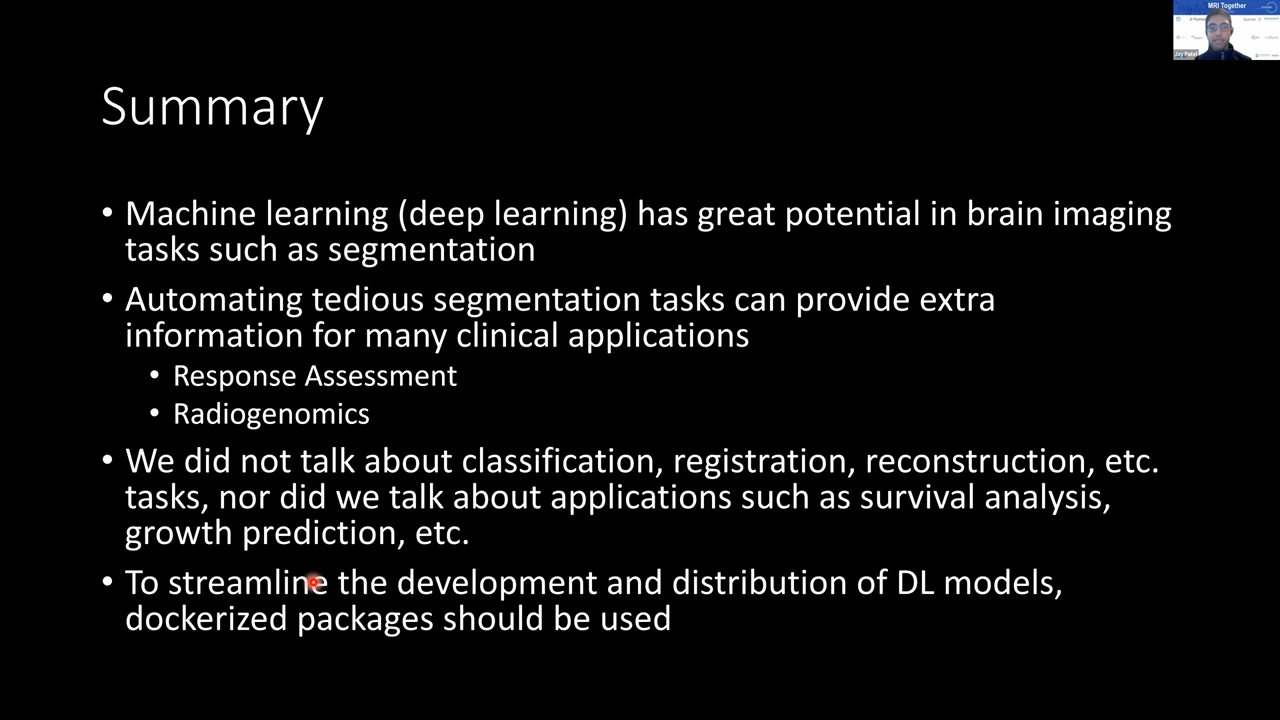 MRI Together
Jay Patel
Summary
• Machine learning (deep learning) has great potential in brain imaging
tasks such as segmentation
• Automating tedious segmentation tasks can provide extra
information for many clinical applications
• Response Assessment
• Radiogenomics
• We did not talk about classification, registration, reconstruction, etc.
tasks, nor did we talk about applications such as survival analysis,
growth prediction, etc.
• To streamline the development and distribution of DL models,
dockerized packages should be used